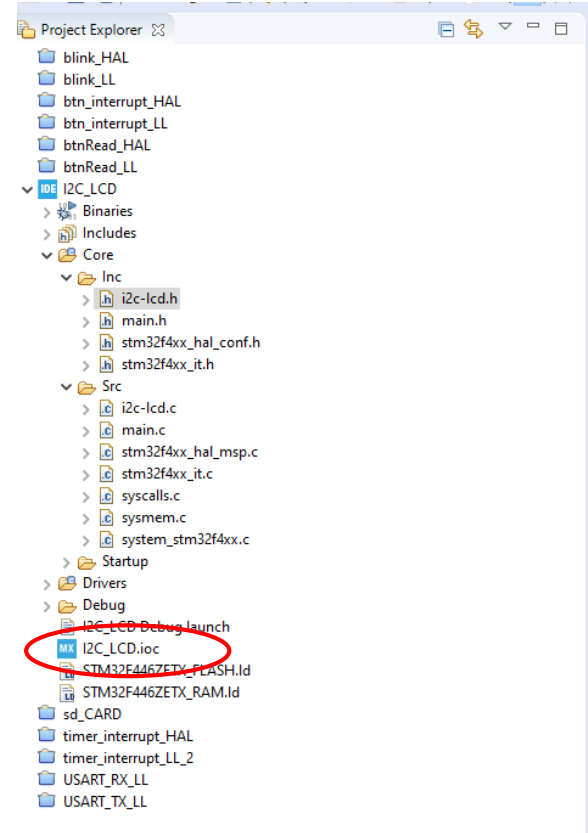 Project Explorer
blink_HAL
blink_LL
btn_interrupt_HAL
btn_interrupt_LL
btnRead_HAL
btnRead_LL
IDE I2C_LCD
Binaries
Includes
Core
Inc
.h i2c-lcd.h
.h main.h
.h stm32f4xx_hal_conf.h
.h stm32f4xx_it.h
Src
.c i2c-lcd.c
.c main.c
.c stm32f4xx_hal_msp.c
.c stm32f4xx_it.c
.c syscalls.c
.c sysmem.c
.c system_stm32f4xx.c
Startup
Drivers
Debug
I2C_LCD Debug.launch
MX I2C_LCD.ioc
LD STM32F446ZETX_FLASH.ld
LD STM32F446ZETX_RAM.ld
sd_CARD
timer_interrupt_HAL
timer_interrupt_LL_2
USART_RX_LL
USART_TX_LL